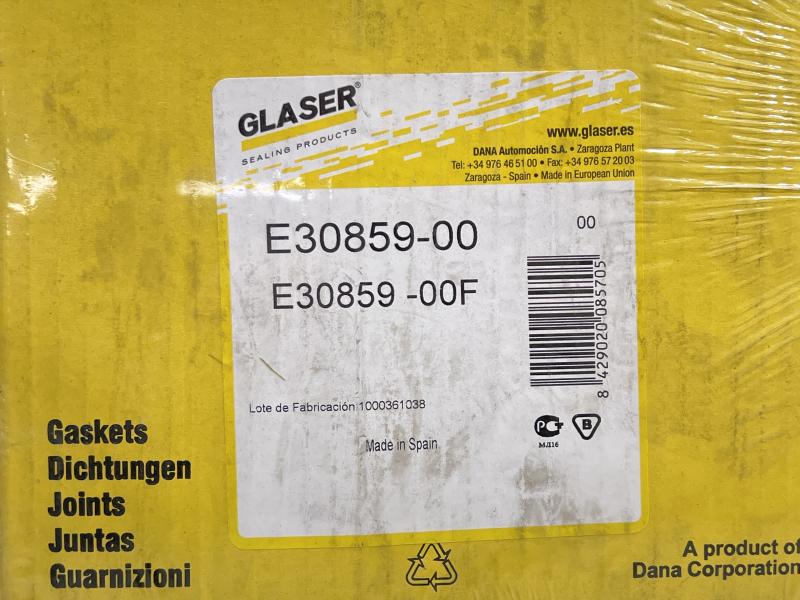 GLASER®
SEALING PRODUCTS
www.glaser.es
DANA Automoción S.A. • Zaragoza Plant
Tel: +34 976 46 51 00 • Fax: +34 976 57 20 03
Zaragoza - Spain • Made in European Union
E30859-00
00
E30859 -00F
8 429020 085705
Lote de Fabricación 1000361038
Made in Spain
PCT
МЛ16
B
Gaskets
Dichtungen
Joints
Juntas
Guarnizioni
A product of
Dana Corporation